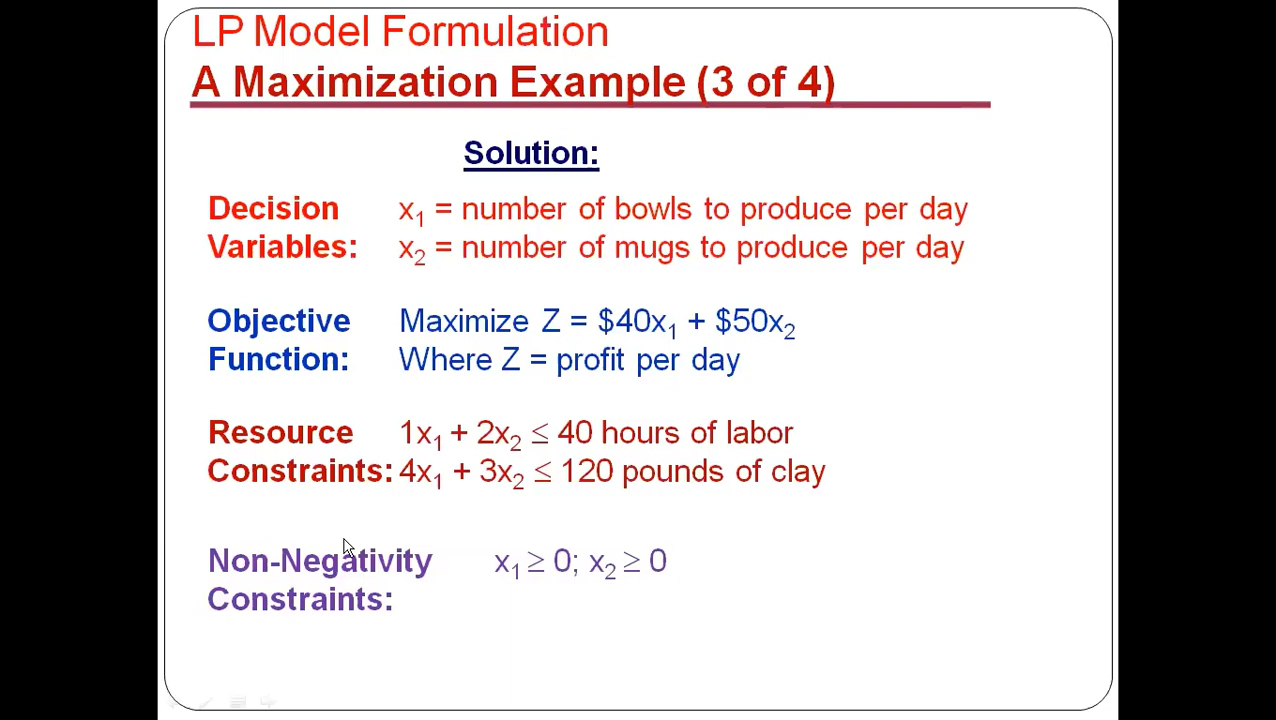 LP Model Formulation
A Maximization Example (3 of 4)
Solution:
Decision x₁ = number of bowls to produce per day
Variables: x₂ = number of mugs to produce per day
Objective Maximize Z = $40x₁ + $50x₂
Function: Where Z = profit per day
Resource 1x₁ + 2x₂ ≤ 40 hours of labor
Constraints: 4x₁ + 3x₂ ≤ 120 pounds of clay
Non-Negativity x₁ ≥ 0; x₂ ≥ 0
Constraints: